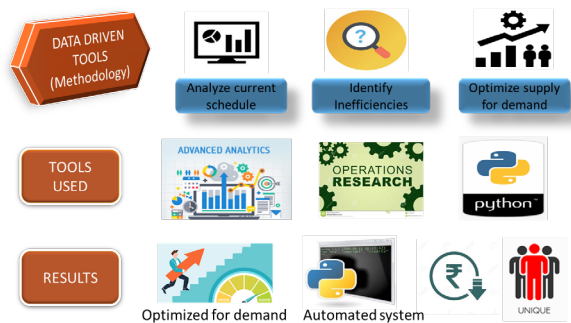 DATA DRIVEN
TOOLS
(Methodology)
Analyze current
schedule
Identify
Inefficiencies
Optimize supply
for demand
TOOLS
USED
ADVANCED ANALYTICS
OPERATIONS
RESEARCH
python™
RESULTS
Optimized for demand
Automated system
₹
UNIQUE